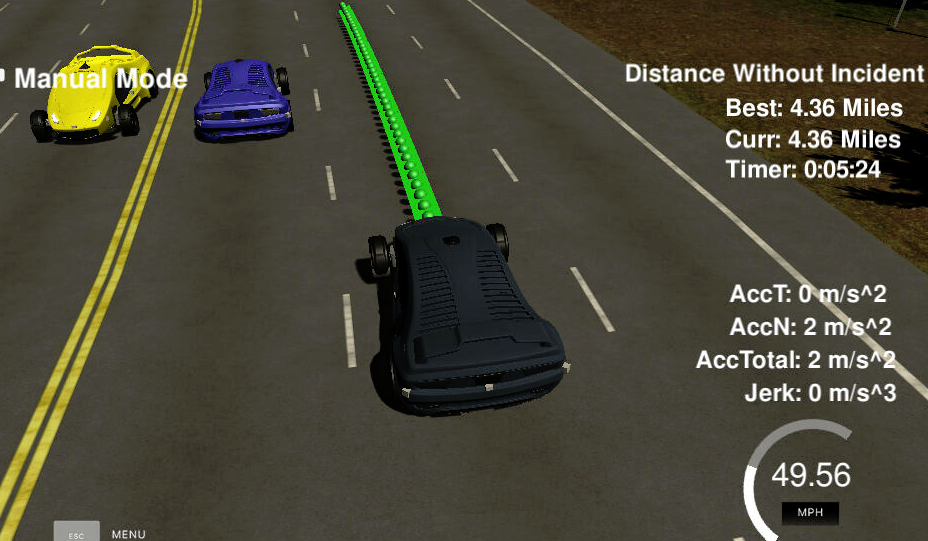 Manual Mode
Distance Without Incident
Best: 4.36 Miles
Curr: 4.36 Miles
Timer: 0:05:24
AccT: 0 m/s^2
AccN: 2 m/s^2
AccTotal: 2 m/s^2
Jerk: 0 m/s^3
49.56
MPH
ESC MENU